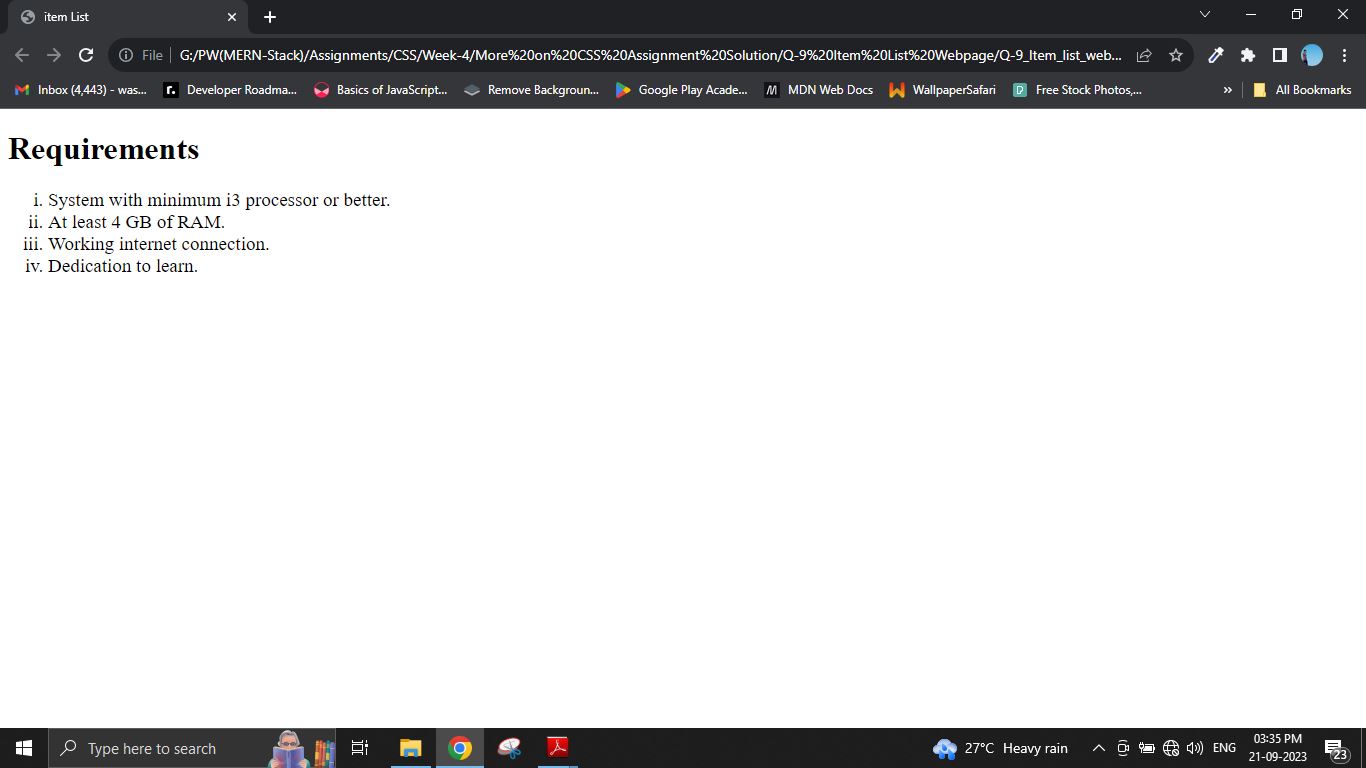 item List
File
G:/PW(MERN-Stack)/Assignments/CSS/Week-4/More%20on%20CSS%20Assignment%20Solution/Q-9%20Item%20List%20Webpage/Q-9_Item_list_web...
Inbox (4,443) - was... Developer Roadma... Basics of JavaScript... Remove Backgroun... Google Play Acade... MDN Web Docs WallpaperSafari Free Stock Photos,... » All Bookmarks
Requirements
i. System with minimum i3 processor or better.
ii. At least 4 GB of RAM.
iii. Working internet connection.
iv. Dedication to learn.
Type here to search
27°C Heavy rain
ENG
03:35 PM
21-09-2023
23